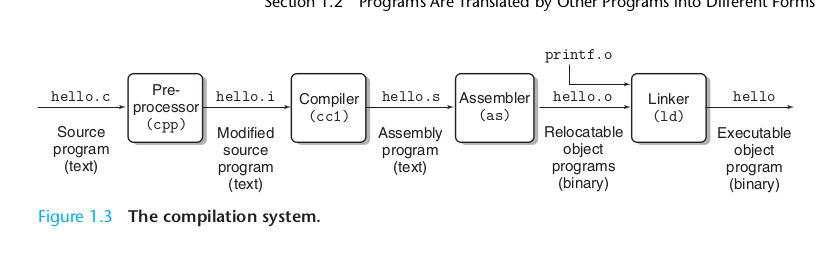 Section 1.2 Programs Are Translated by Other Programs into Different Forms
printf.o
hello.c
Pre-
processor
(cpp)
hello.i
Compiler
(cc1)
hello.s
Assembler
(as)
hello.o
Linker
(ld)
hello
Source
program
(text)
Modified
source
program
(text)
Assembly
program
(text)
Relocatable
object
programs
(binary)
Executable
object
program
(binary)
Figure 1.3 The compilation system.